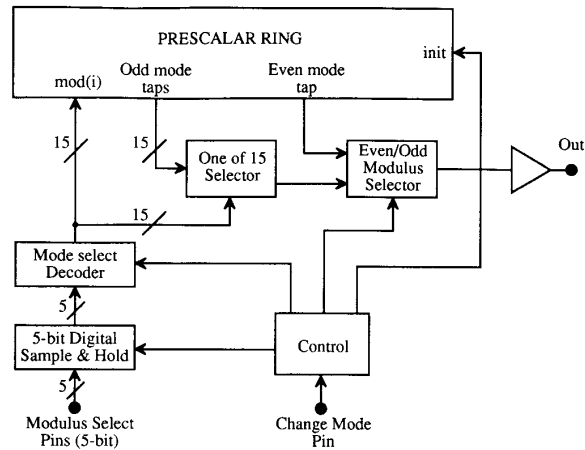 PRESCALAR RING
init
mod(i)
Odd mode
taps
Even mode
tap
15
15
One of 15
Selector
Even/Odd
Modulus
Selector
Out
15
Mode select
Decoder
5
5-bit Digital
Sample & Hold
Control
5
Modulus Select
Pins (5-bit)
Change Mode
Pin